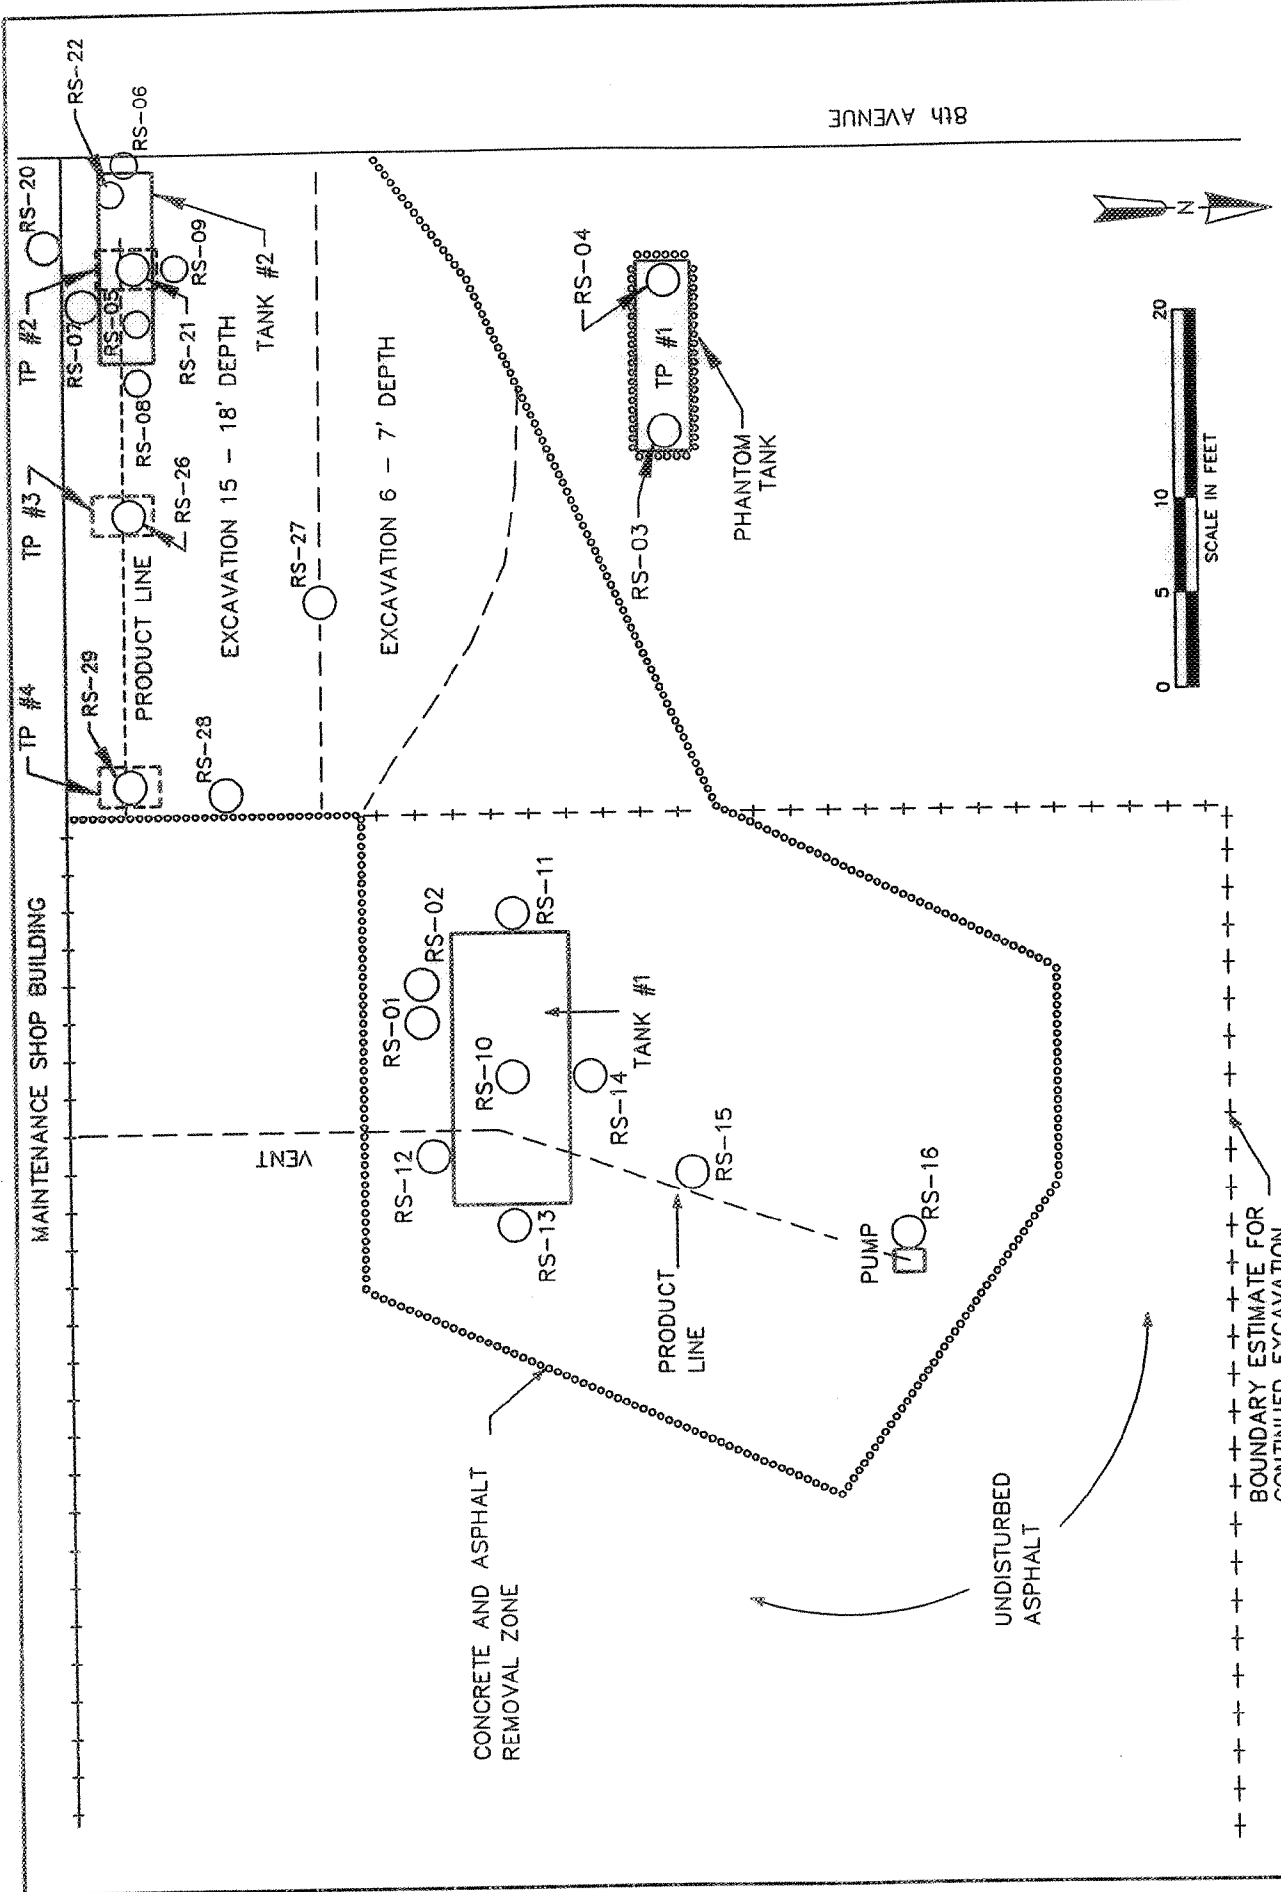 MAINTENANCE SHOP BUILDING
TP #4
TP #3
TP #2
RS-20
RS-22
RS-06
RS-29
RS-07
RS-05
RS-09
RS-08
RS-21
RS-26
TANK #2
PRODUCT LINE
RS-28
EXCAVATION 15 - 18' DEPTH
RS-27
EXCAVATION 6 - 7' DEPTH
8th AVENUE
VENT
RS-12
RS-01
RS-02
RS-10
RS-11
RS-13
RS-14
TANK #1
RS-15
PRODUCT
LINE
PUMP
RS-16
RS-03
RS-04
TP #1
PHANTOM
TANK
CONCRETE AND ASPHALT
REMOVAL ZONE
UNDISTURBED
ASPHALT
N
0
5
10
20
SCALE IN FEET
BOUNDARY ESTIMATE FOR
CONTINUED EXCAVATION